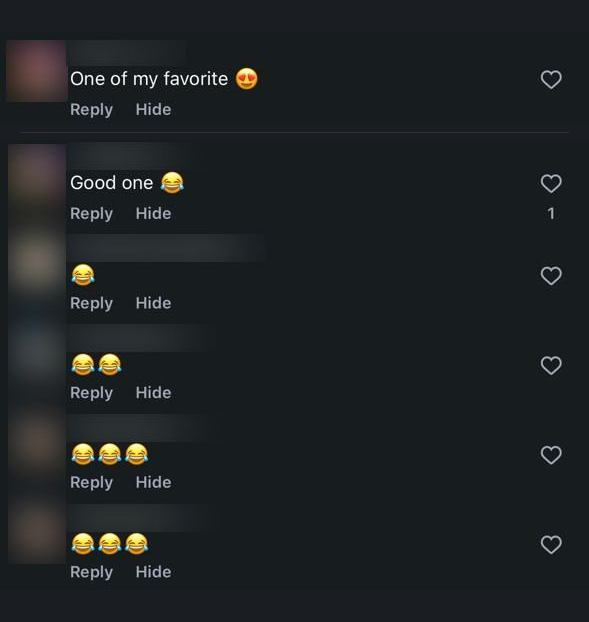 One of my favorite 😍
Reply Hide
Good one 😂
Reply Hide
1
😂
Reply Hide
😂😂
Reply Hide
😂😂😂
Reply Hide
😂😂😂
Reply Hide